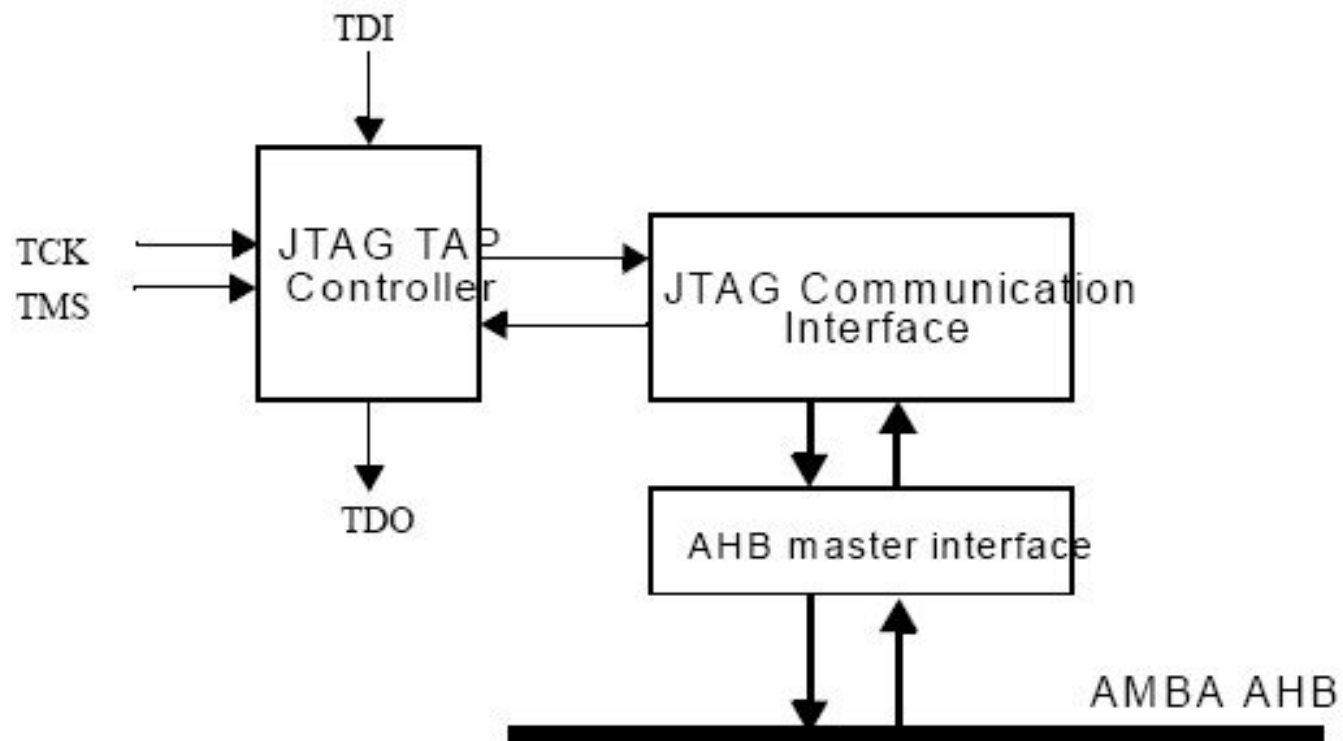 TDI
TCK
TMS
JTAG TAP
Controller
JTAG Communication
Interface
TDO
AHB master interface
AMBA AHB